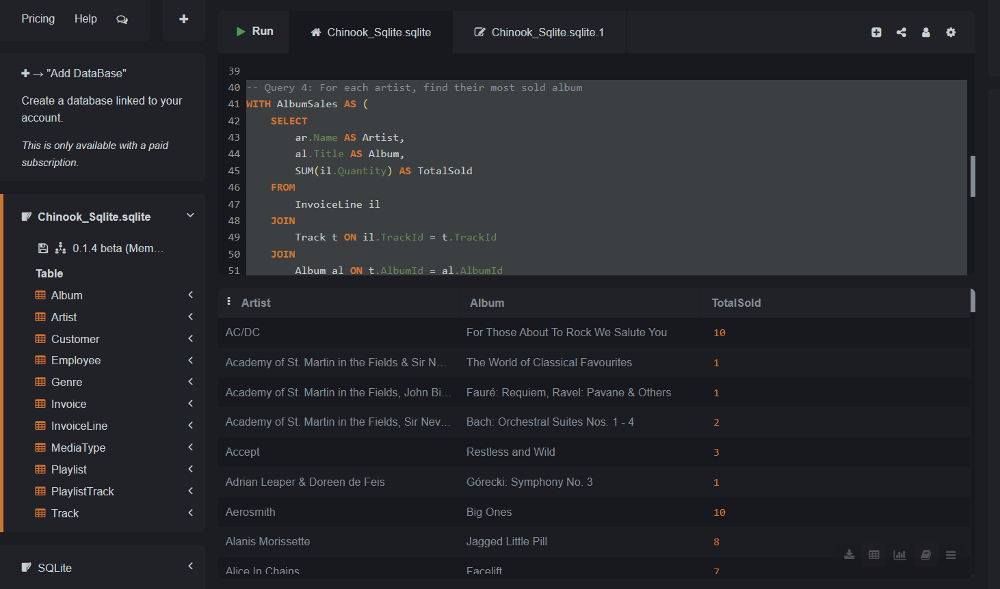 Pricing Help
"Add DataBase"
Create a database linked to your
account.
This is only available with a paid
subscription.
Chinook_Sqlite.sqlite
0.1.4 beta (Mem…
Table
Album
Artist
Customer
Employee
Genre
Invoice
InvoiceLine
MediaType
Playlist
PlaylistTrack
Track
SQLite
Run Chinook_Sqlite.sqlite Chinook_Sqlite.sqlite.1
39
40 -- Query 4: For each artist, find their most sold album
41 WITH AlbumSales AS (
42 SELECT
43 ar.Name AS Artist,
44 al.Title AS Album,
45 SUM(il.Quantity) AS TotalSold
46 FROM
47 InvoiceLine il
48 JOIN
49 Track t ON il.TrackId = t.TrackId
50 JOIN
51 Album al ON t.AlbumId = al.AlbumId
Artist Album TotalSold
AC/DC For Those About To Rock We Salute You 10
Academy of St. Martin in the Fields & Sir N… The World of Classical Favourites 1
Academy of St. Martin in the Fields, John Bi… Fauré: Requiem, Ravel: Pavane & Others 1
Academy of St. Martin in the Fields, Sir Nev… Bach: Orchestral Suites Nos. 1 - 4 2
Accept Restless and Wild 3
Adrian Leaper & Doreen de Feis Górecki: Symphony No. 3 1
Aerosmith Big Ones 10
Alanis Morissette Jagged Little Pill 8
Alice In Chains Facelift 7